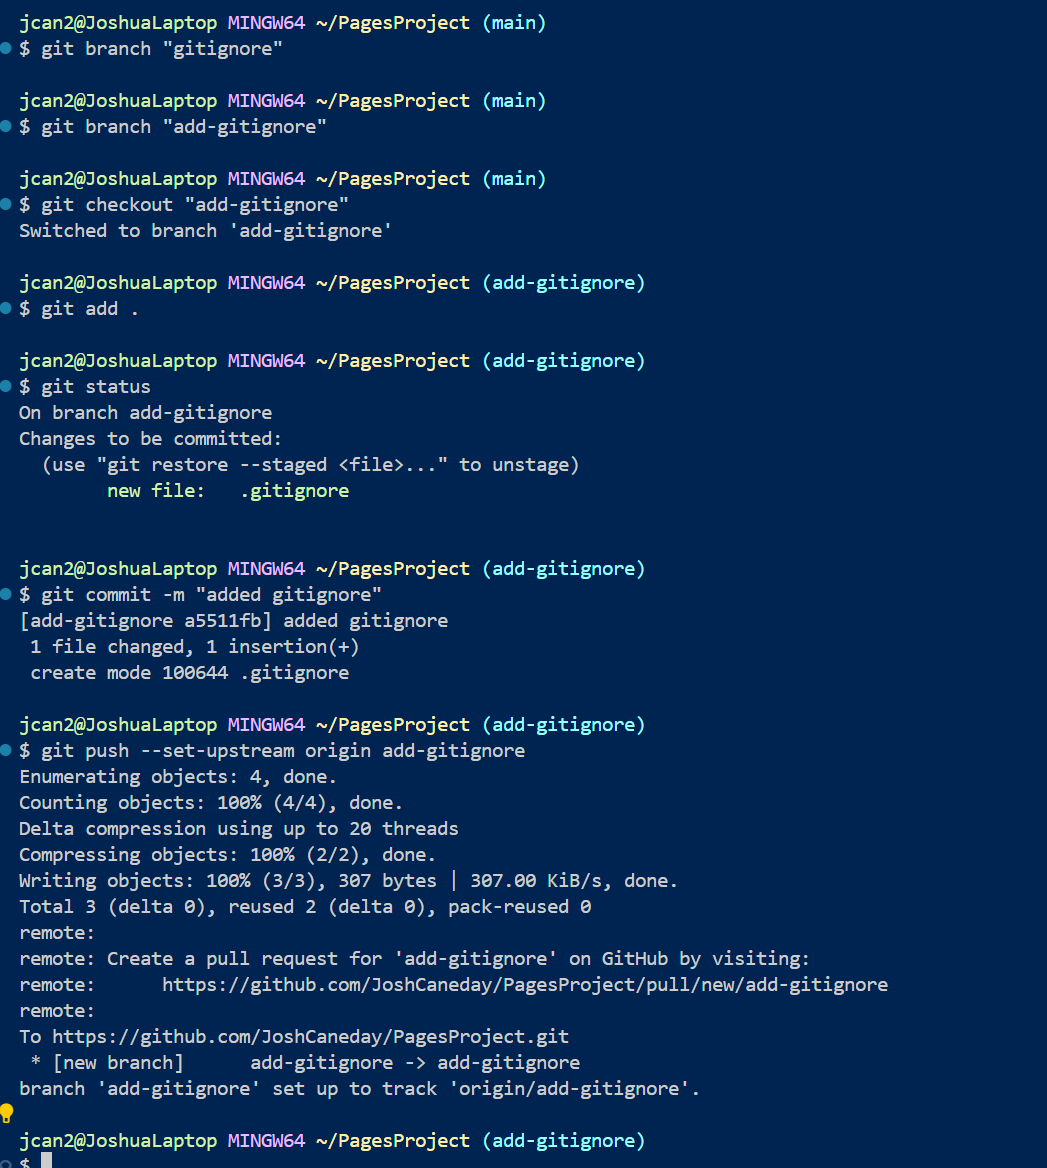 jcan2@JoshuaLaptop MINGW64 ~/PagesProject (main)
$ git branch "gitignore"
jcan2@JoshuaLaptop MINGW64 ~/PagesProject (main)
$ git branch "add-gitignore"
jcan2@JoshuaLaptop MINGW64 ~/PagesProject (main)
$ git checkout "add-gitignore"
Switched to branch 'add-gitignore'
jcan2@JoshuaLaptop MINGW64 ~/PagesProject (add-gitignore)
$ git add .
jcan2@JoshuaLaptop MINGW64 ~/PagesProject (add-gitignore)
$ git status
On branch add-gitignore
Changes to be committed:
  (use "git restore --staged <file>..." to unstage)
        new file:   .gitignore
jcan2@JoshuaLaptop MINGW64 ~/PagesProject (add-gitignore)
$ git commit -m "added gitignore"
[add-gitignore a5511fb] added gitignore
 1 file changed, 1 insertion(+)
 create mode 100644 .gitignore
jcan2@JoshuaLaptop MINGW64 ~/PagesProject (add-gitignore)
$ git push --set-upstream origin add-gitignore
Enumerating objects: 4, done.
Counting objects: 100% (4/4), done.
Delta compression using up to 20 threads
Compressing objects: 100% (2/2), done.
Writing objects: 100% (3/3), 307 bytes | 307.00 KiB/s, done.
Total 3 (delta 0), reused 2 (delta 0), pack-reused 0
remote:
remote: Create a pull request for 'add-gitignore' on GitHub by visiting:
remote:      https://github.com/JoshCaneday/PagesProject/pull/new/add-gitignore
remote:
To https://github.com/JoshCaneday/PagesProject.git
 * [new branch]      add-gitignore -> add-gitignore
branch 'add-gitignore' set up to track 'origin/add-gitignore'.
jcan2@JoshuaLaptop MINGW64 ~/PagesProject (add-gitignore)
$